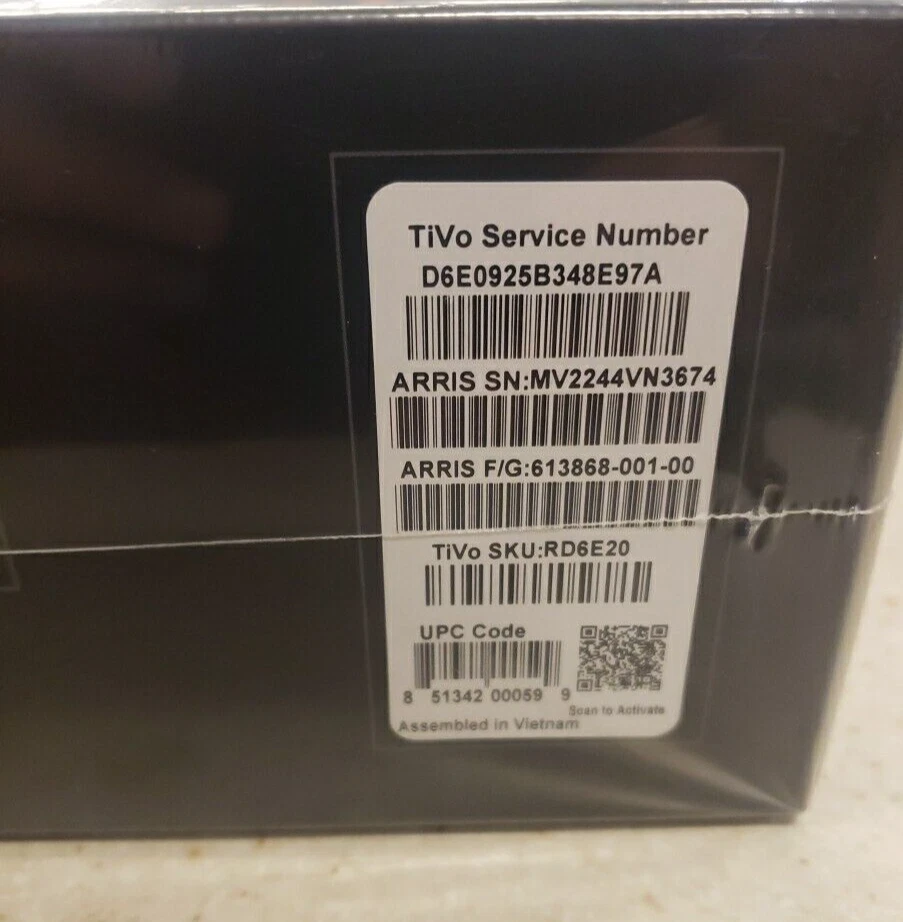 TiVo Service Number
D6E0925B348E97A
ARRIS SN:MV2244VN3674
ARRIS F/G:613868-001-00
TiVo SKU:RD6E20
UPC Code
8 51342 00059 9
Scan to Activate
Assembled in Vietnam